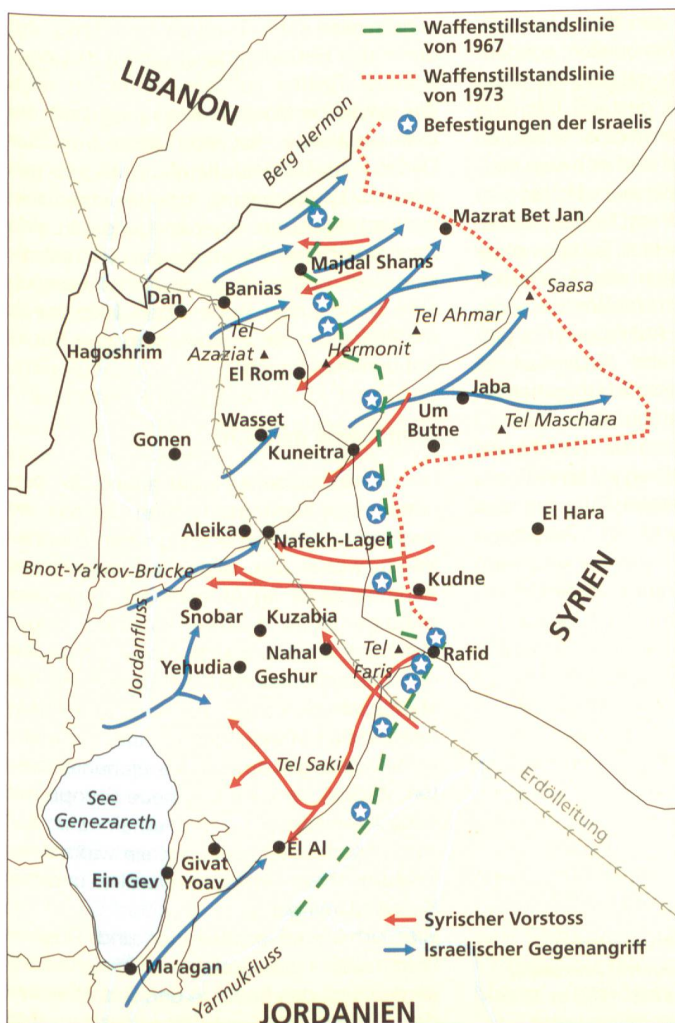 Waffenstillstandslinie
von 1967
Waffenstillstandslinie
von 1973
Befestigungen der Israelis
LIBANON
Berg Hermon
Mazrat Bet Jan
Majdal Shams
Saasa
Banias
Dan
Tel
Azaziat
Tel Ahmar
Hagoshrim
Hermonit
El Rom
Jaba
Wasset
Um
Butne
Tel Maschara
Gonen
Kuneitra
El Hara
Aleika
Nafekh-Lager
SYRIEN
Bnot-Ya'kov-Brücke
Kudne
Snobar
Kuzabia
Jordanfluss
Nahal
Geshur
Tel
Faris
Rafid
Yehudia
Tel Saki
See
Genezareth
Erdölleitung
El Al
Givat
Yoav
Ein Gev
Syrischer Vorstoss
Israelischer Gegenangriff
Ma'agan
Yarmukfluss
JORDANIEN